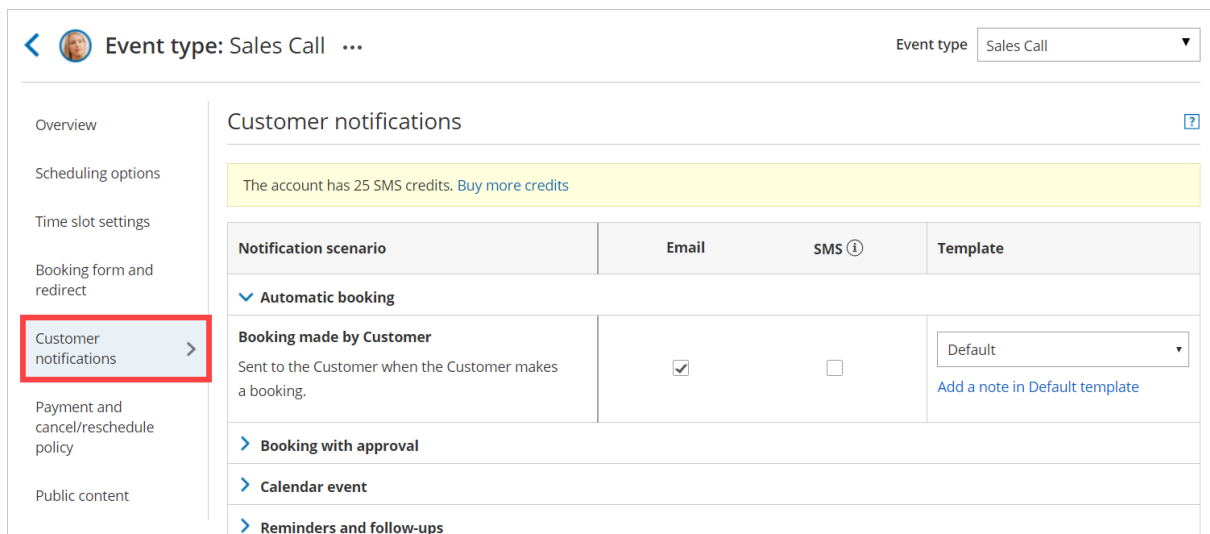 Event type: Sales Call ...
Event type Sales Call
Overview
Scheduling options
Time slot settings
Booking form and
redirect
Customer
notifications
Payment and
cancel/reschedule
policy
Public content
Customer notifications
?
The account has 25 SMS credits. Buy more credits
Notification scenario Email SMS i Template
Automatic booking
Booking made by Customer
Sent to the Customer when the Customer makes
a booking.
Default
Add a note in Default template
Booking with approval
Calendar event
Reminders and follow-ups